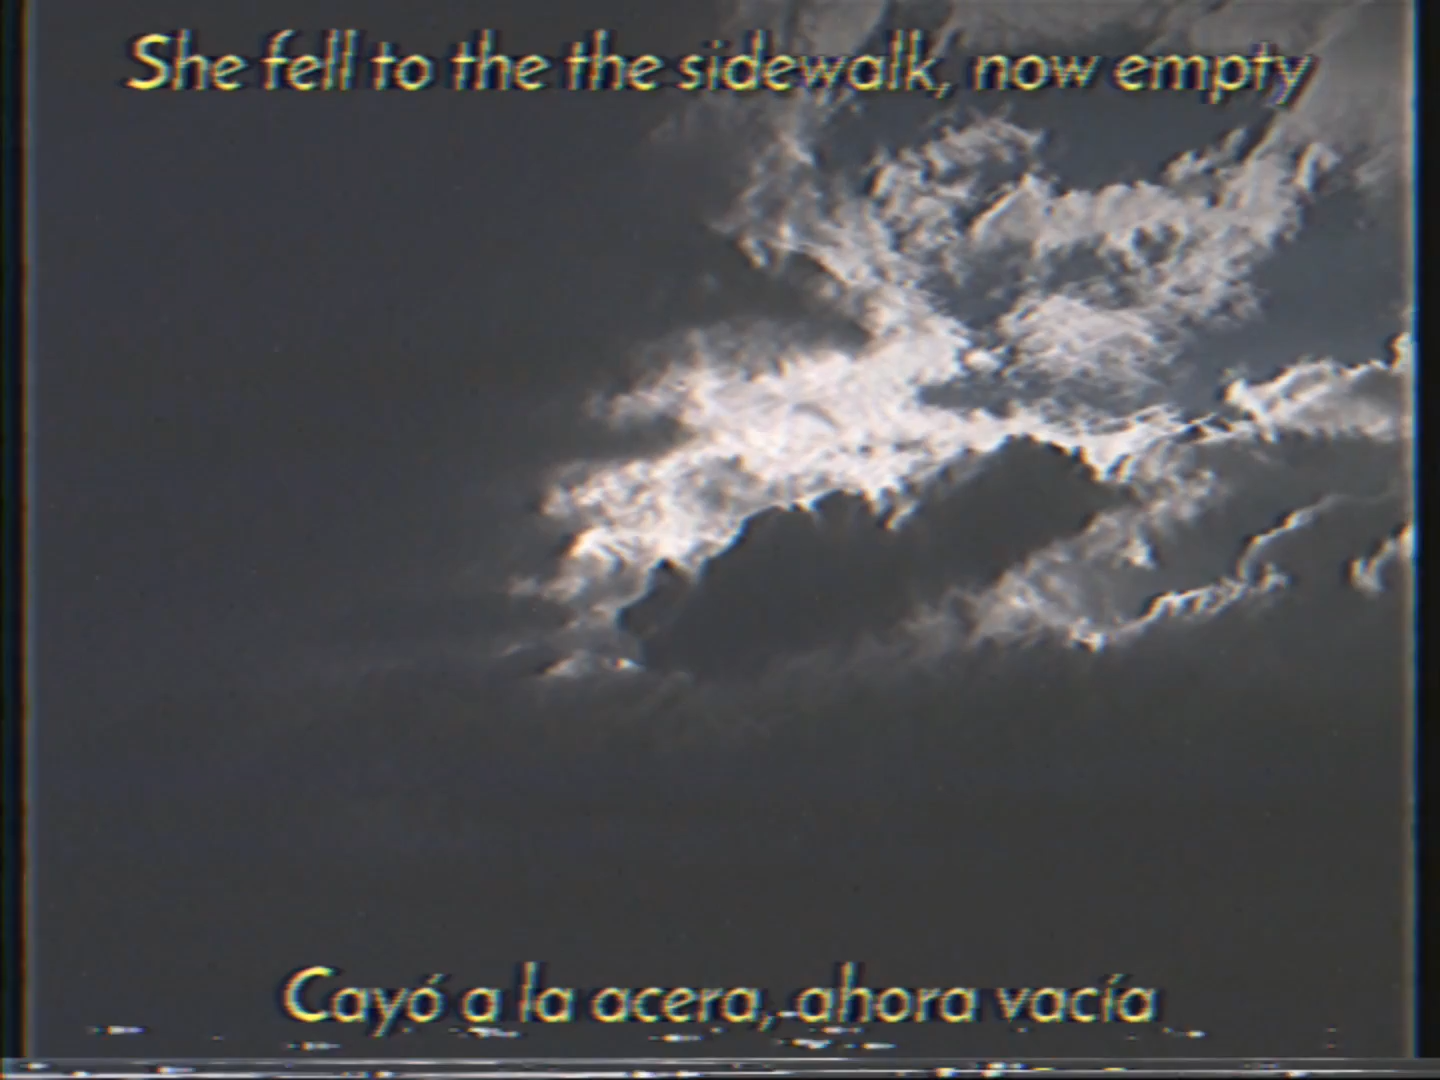 She fell to the the sidewalk, now empty
Cayó a la acera, ahora vacía